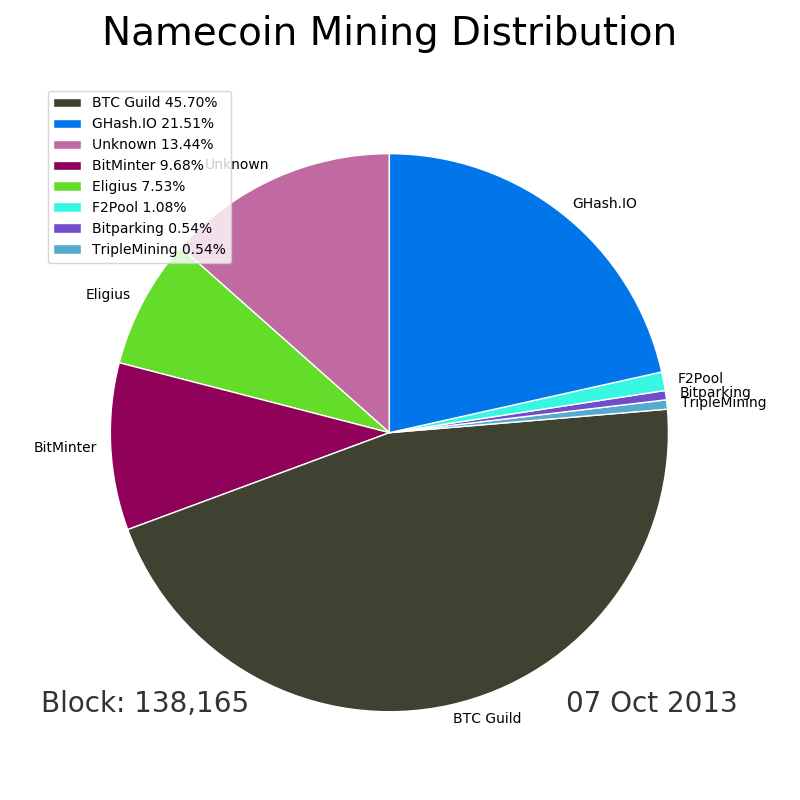 Namecoin Mining Distribution
BTC Guild 45.70%
GHash.IO 21.51%
Unknown 13.44%
BitMinter 9.68%
Eligius 7.53%
F2Pool 1.08%
Bitparking 0.54%
TripleMining 0.54%
Unknown
GHash.IO
Eligius
F2Pool
Bitparking
TripleMining
BitMinter
Block: 138,165
07 Oct 2013
BTC Guild